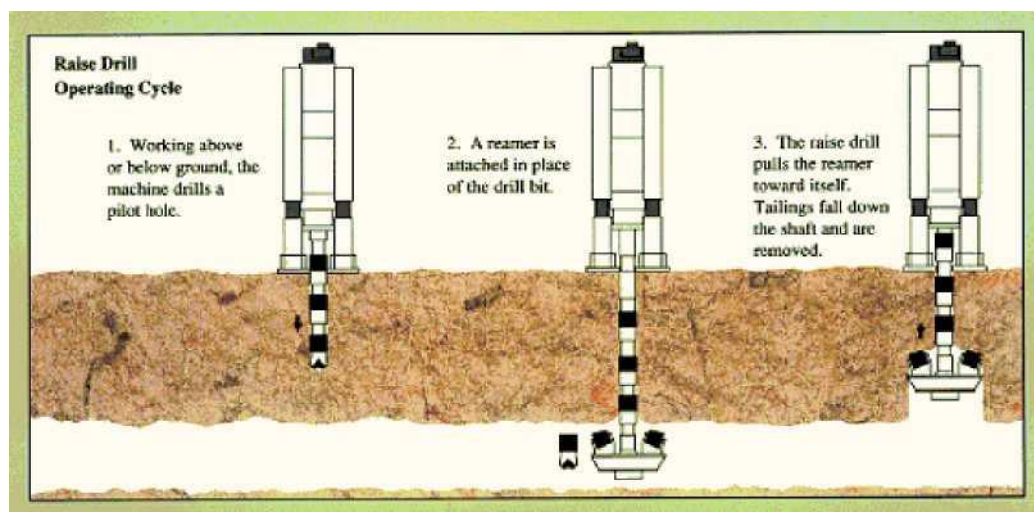 Raise Drill
Operating Cycle
1. Working above
or below ground, the
machine drills a
pilot hole.
2. A reamer is
attached in place
of the drill bit.
3. The raise drill
pulls the reamer
toward itself.
Tailings fall down
the shaft and are
removed.